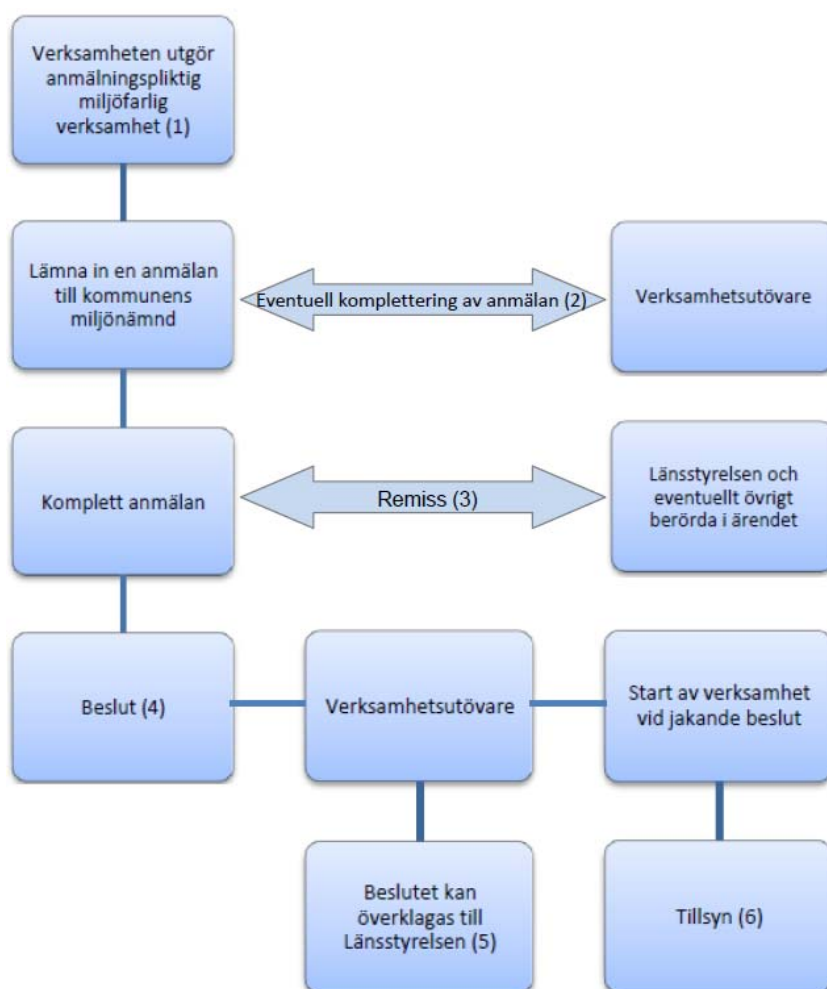 Verksamheten utgör
anmälningspliktig
miljöfarlig
verksamhet (1)
Lämna in en anmälan
till kommunens
miljönämnd
Eventuell komplettering av anmälan (2)
Verksamhetsutövare
Komplett anmälan
Remiss (3)
Länsstyrelsen och
eventuellt övrigt
berörda i ärendet
Beslut (4)
Verksamhetsutövare
Start av verksamhet
vid jakande beslut
Beslutet kan
överklagas till
Länsstyrelsen (5)
Tillsyn (6)